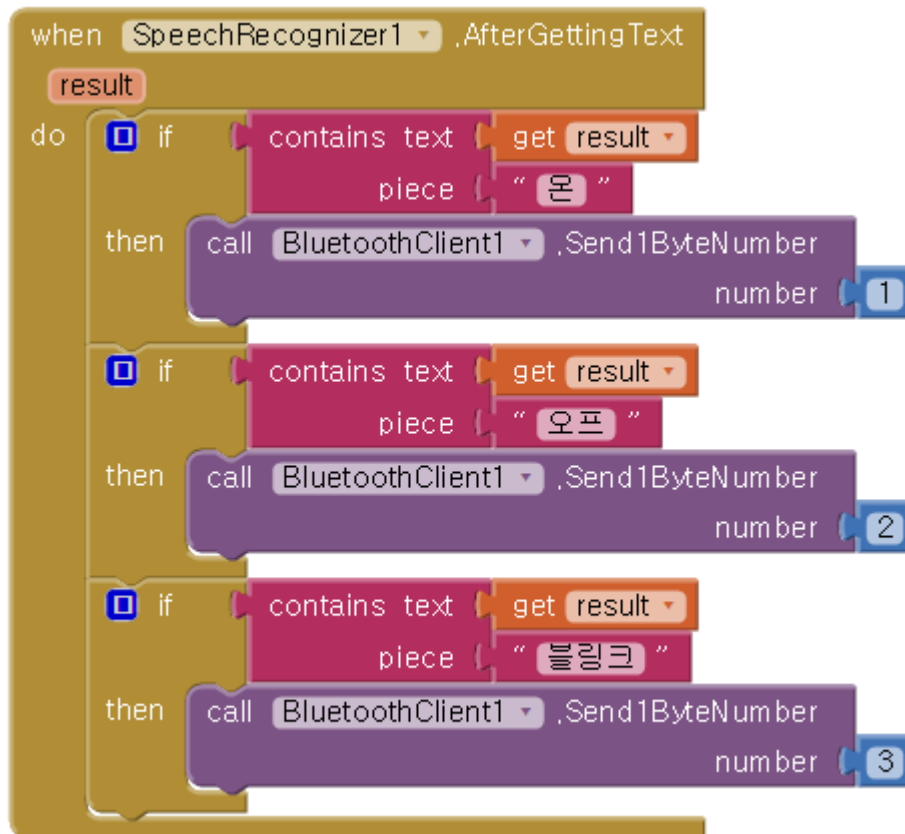 when SpeechRecognizer1 .AfterGettingText
result
do if contains text get result
piece " 온 "
then call BluetoothClient1 .Send1ByteNumber
number 1
if contains text get result
piece " 오프 "
then call BluetoothClient1 .Send1ByteNumber
number 2
if contains text get result
piece " 블링크 "
then call BluetoothClient1 .Send1ByteNumber
number 3